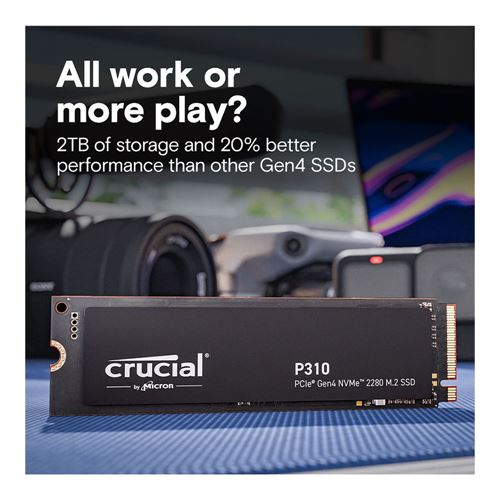 All work or
more play?
2TB of storage and 20% better
performance than other Gen4 SSDs
crucial®
by Micron
P310
PCIe® Gen4 NVMe™ 2280 M.2 SSD